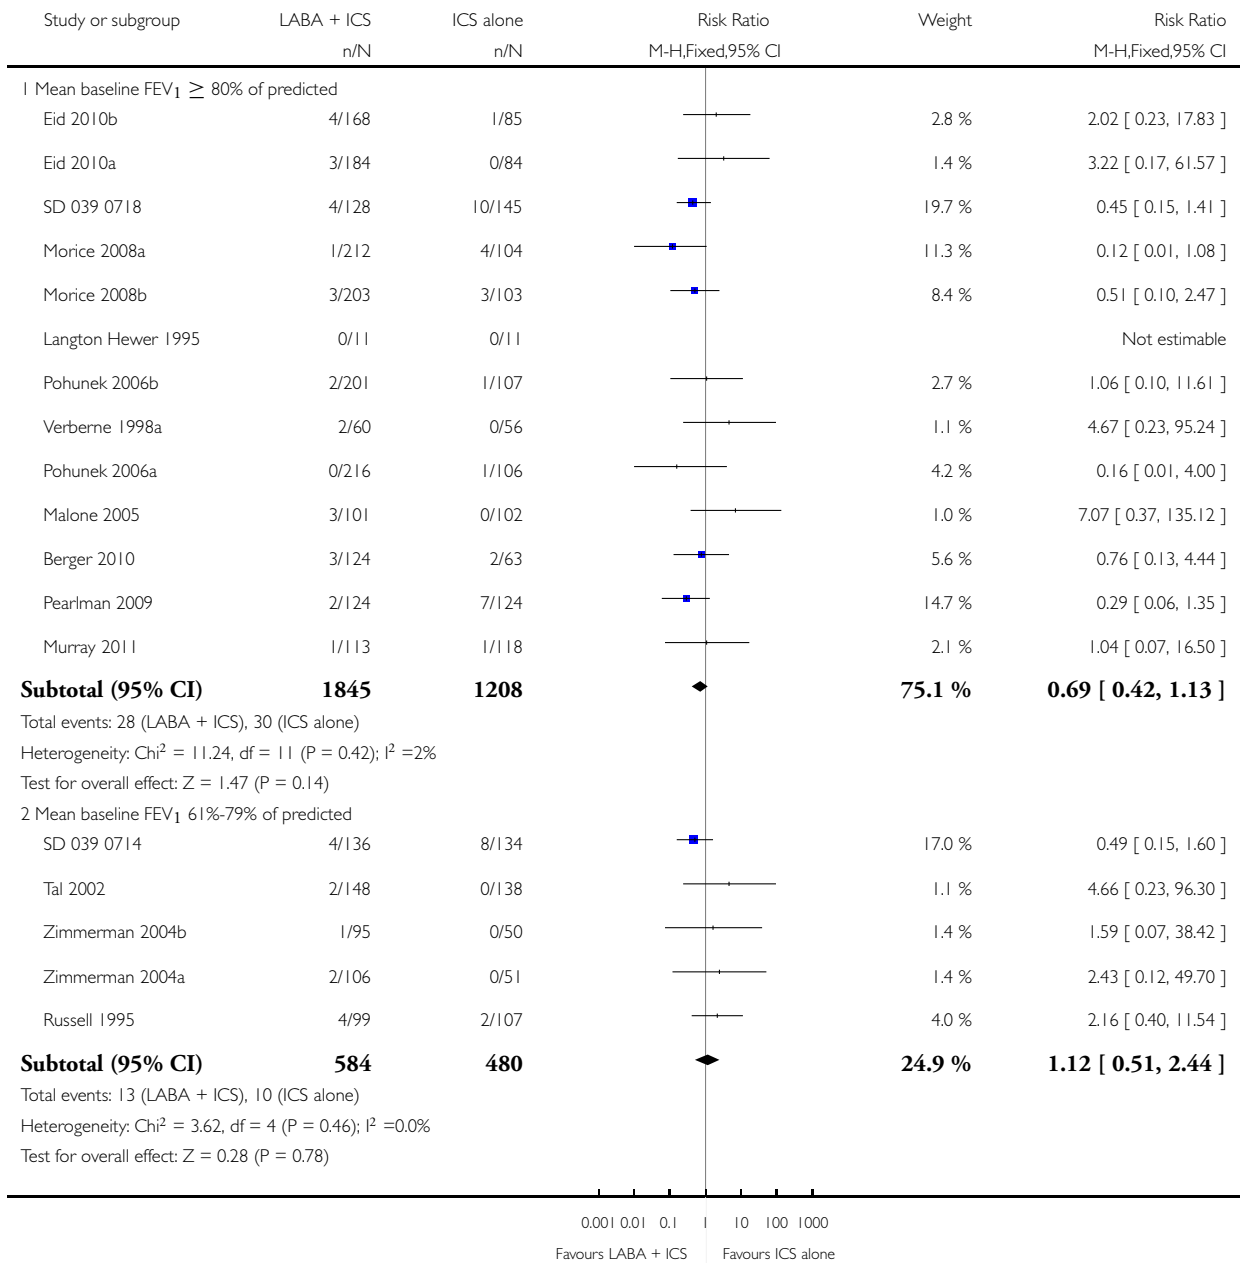 Study or subgroup LABA + ICS ICS alone Risk Ratio Weight Risk Ratio
n/N n/N M-H,Fixed,95% CI M-H,Fixed,95% CI
1 Mean baseline FEV1 ≥ 80% of predicted
Eid 2010b 4/168 1/85 2.8 % 2.02 [ 0.23, 17.83 ]
Eid 2010a 3/184 0/84 1.4 % 3.22 [ 0.17, 61.57 ]
SD 039 0718 4/128 10/145 19.7 % 0.45 [ 0.15, 1.41 ]
Morice 2008a 1/212 4/104 11.3 % 0.12 [ 0.01, 1.08 ]
Morice 2008b 3/203 3/103 8.4 % 0.51 [ 0.10, 2.47 ]
Langton Hewer 1995 0/11 0/11 Not estimable
Pohunek 2006b 2/201 1/107 2.7 % 1.06 [ 0.10, 11.61 ]
Verberne 1998a 2/60 0/56 1.1 % 4.67 [ 0.23, 95.24 ]
Pohunek 2006a 0/216 1/106 4.2 % 0.16 [ 0.01, 4.00 ]
Malone 2005 3/101 0/102 1.0 % 7.07 [ 0.37, 135.12 ]
Berger 2010 3/124 2/63 5.6 % 0.76 [ 0.13, 4.44 ]
Pearlman 2009 2/124 7/124 14.7 % 0.29 [ 0.06, 1.35 ]
Murray 2011 1/113 1/118 2.1 % 1.04 [ 0.07, 16.50 ]
Subtotal (95% CI) 1845 1208 75.1 % 0.69 [ 0.42, 1.13 ]
Total events: 28 (LABA + ICS), 30 (ICS alone)
Heterogeneity: Chi² = 11.24, df = 11 (P = 0.42); I² =2%
Test for overall effect: Z = 1.47 (P = 0.14)
2 Mean baseline FEV1 61%-79% of predicted
SD 039 0714 4/136 8/134 17.0 % 0.49 [ 0.15, 1.60 ]
Tal 2002 2/148 0/138 1.1 % 4.66 [ 0.23, 96.30 ]
Zimmerman 2004b 1/95 0/50 1.4 % 1.59 [ 0.07, 38.42 ]
Zimmerman 2004a 2/106 0/51 1.4 % 2.43 [ 0.12, 49.70 ]
Russell 1995 4/99 2/107 4.0 % 2.16 [ 0.40, 11.54 ]
Subtotal (95% CI) 584 480 24.9 % 1.12 [ 0.51, 2.44 ]
Total events: 13 (LABA + ICS), 10 (ICS alone)
Heterogeneity: Chi² = 3.62, df = 4 (P = 0.46); I² =0.0%
Test for overall effect: Z = 0.28 (P = 0.78)
0.001 0.01 0.1 1 10 100 1000
Favours LABA + ICS Favours ICS alone